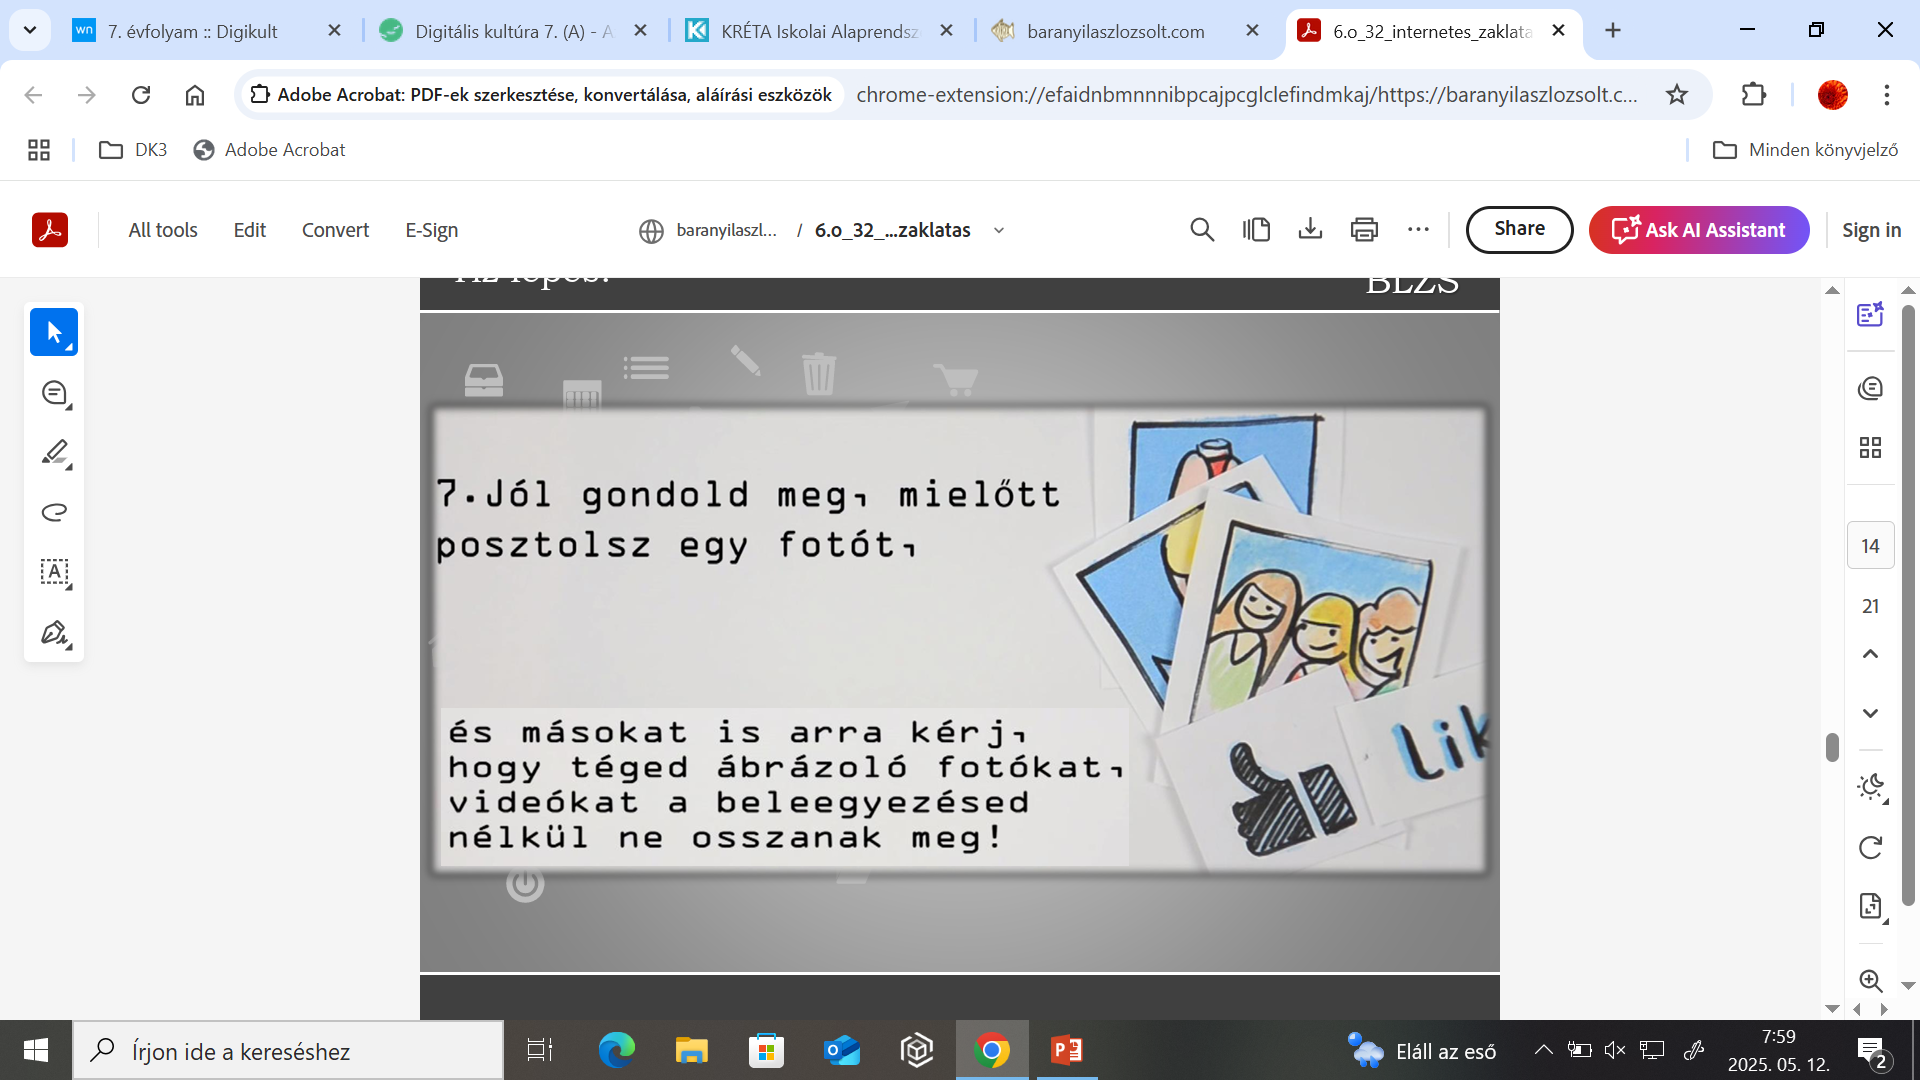 7. évfolyam :: Digikult
Digitális kultúra 7. (A) - A
KRÉTA Iskolai Alaprendsz
baranyilaszlozsolt.com
6.o_32_internetes_zaklata
Adobe Acrobat: PDF-ek szerkesztése, konvertálása, aláírási eszközök
chrome-extension://efaidnbmnnnibpcajpcglclefindmkaj/https://baranyilaszlozsolt.c...
DK3
Adobe Acrobat
Minden könyvjelző
All tools
Edit
Convert
E-Sign
baranyilaszl...
/ 6.o_32_...zaklatas
Share
Ask AI Assistant
Sign in
BLZS
7.Jól gondold meg, mielőtt
posztolsz egy fotót,
és másokat is arra kérj,
hogy téged ábrázoló fotókat,
videókat a beleegyezésed
nélkül ne osszanak meg!
Lik
14
21
Írjon ide a kereséshez
Eláll az eső
7:59
2025. 05. 12.
2